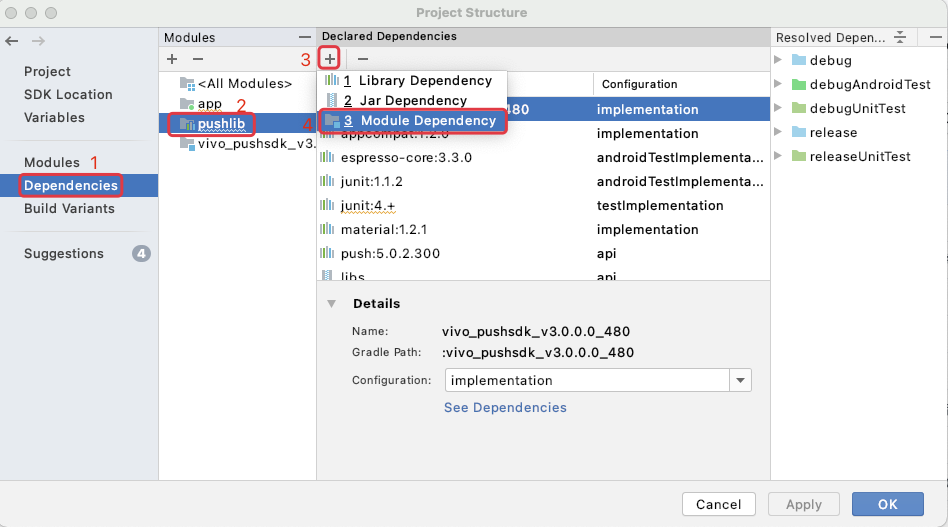 Project Structure
Project
SDK Location
Variables
Modules 1
Dependencies
Build Variants
Suggestions 4
Modules
<All Modules>
app 2
pushlib 4
vivo_pushsdk_v3.
Declared Dependencies
3
1 Library Dependency
2 Jar Dependency
3 Module Dependency
Configuration
480 implementation
appcompat:1.2.0 implementation
espresso-core:3.3.0 androidTestImplementa...
junit:1.1.2 androidTestImplementa...
junit:4.+ testImplementation
material:1.2.1 implementation
push:5.0.2.300 api
libs api
Details
Name: vivo_pushsdk_v3.0.0.0_480
Gradle Path: :vivo_pushsdk_v3.0.0.0_480
Configuration: implementation
See Dependencies
Resolved Depen...
debug
debugAndroidTest
debugUnitTest
release
releaseUnitTest
Cancel
Apply
OK